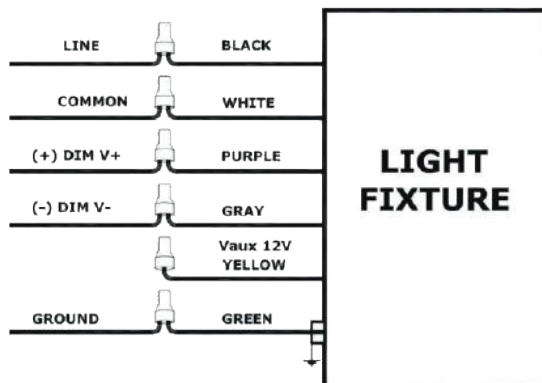 LINE BLACK
COMMON WHITE
(+) DIM V+ PURPLE
(-) DIM V- GRAY
Vaux 12V
YELLOW
GROUND GREEN
LIGHT
FIXTURE